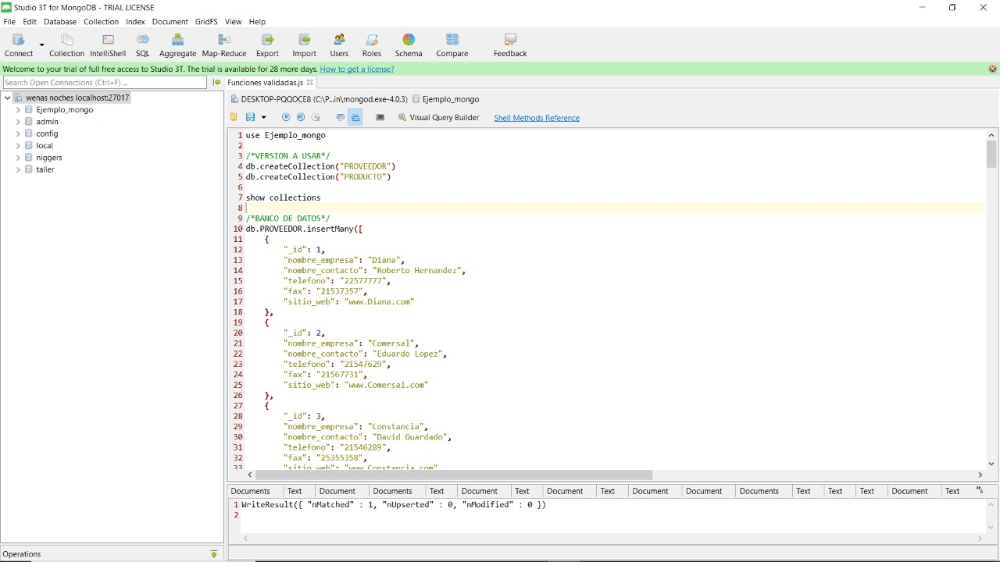 Studio 3T for MongoDB - TRIAL LICENSE
File Edit Database Collection Index Document GridFS View Help
Connect Collection IntelliShell SQL Aggregate Map-Reduce Export Import Users Roles Schema Compare Feedback
Welcome to your trial of full free access to Studio 3T. The trial is available for 28 more days. How to get a license?
Search Open Connections (Ctrl+F) ...
Funciones validadas.js
wenas noches localhost:27017
Ejemplo_mongo
admin
config
local
niggers
taller
DESKTOP-PQQOCE8 (C:\P...in\mongod.exe-4.0.3) Ejemplo_mongo
Visual Query Builder Shell Methods Reference
1 use Ejemplo_mongo
2
3 /*VERSION A USAR*/
4 db.createCollection("PROVEEDOR")
5 db.createCollection("PRODUCTO")
6
7 show collections
8
9 /*BANCO DE DATOS*/
10 db.PROVEEDOR.insertMany([
11 {
12 "_id": 1,
13 "nombre_empresa": "Diana",
14 "nombre_contacto": "Roberto Hernandez",
15 "telefono": "22577777",
16 "fax": "21537357",
17 "sitio_web": "www.Diana.com"
18 },
19 {
20 "_id": 2,
21 "nombre_empresa": "Comersal",
22 "nombre_contacto": "Eduardo Lopez",
23 "telefono": "21547629",
24 "fax": "21567731",
25 "sitio_web": "www.Comersal.com"
26 },
27 {
28 "_id": 3,
29 "nombre_empresa": "Constancia",
30 "nombre_contacto": "David Guardado",
31 "telefono": "21546289",
32 "fax": "25355358",
33 "sitio_web": "www.Constancia.com"
Documents Text Document Documents Text Document Text Document Text Document Document Documents Text Text Text Document Text »6
1 WriteResult({ "nMatched" : 1, "nUpserted" : 0, "nModified" : 0 })
2
Operations